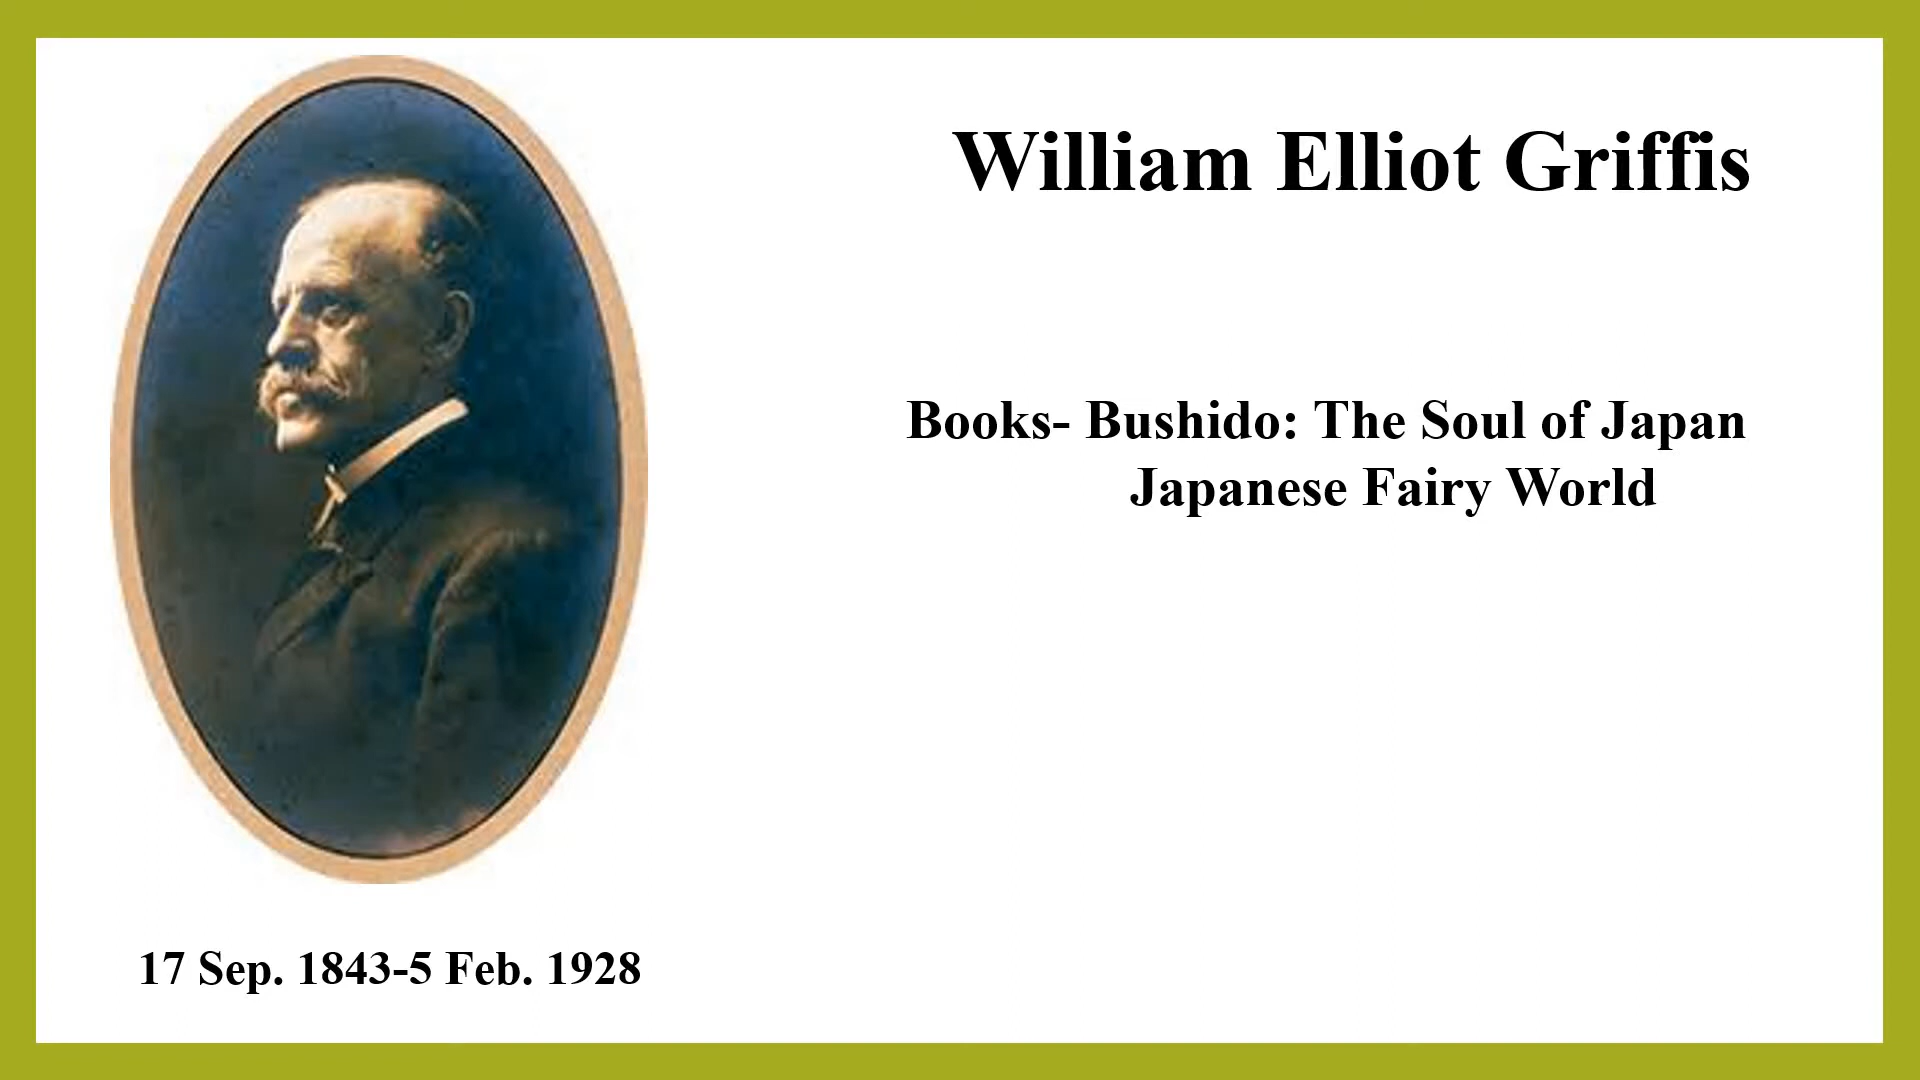 William Elliot Griffis
Books- Bushido: The Soul of Japan
Japanese Fairy World
17 Sep. 1843-5 Feb. 1928